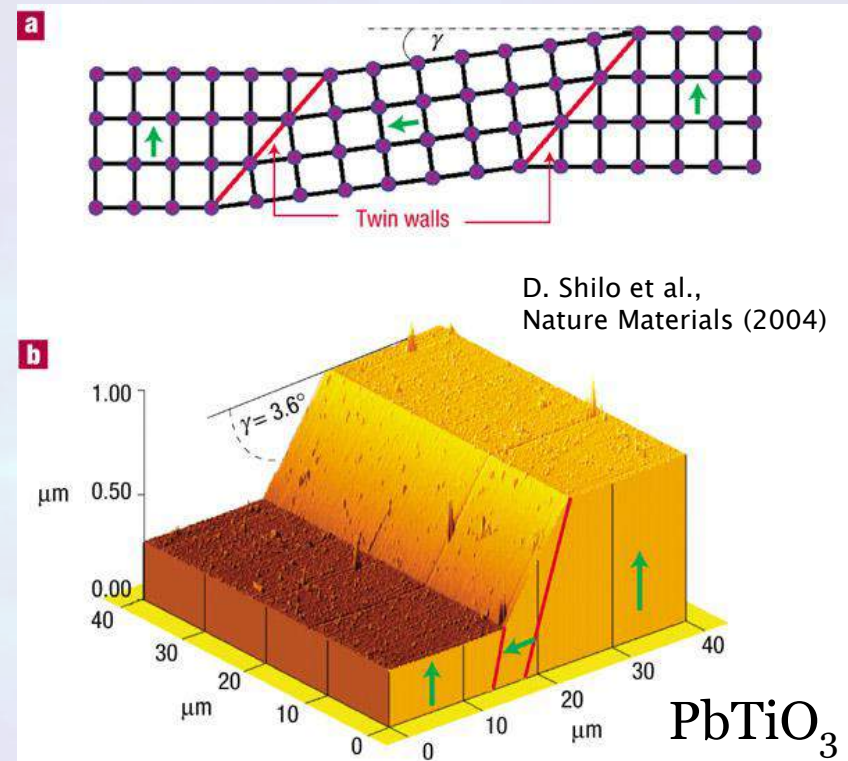 a
γ
Twin walls
D. Shilo et al.,
Nature Materials (2004)
b
1.00
γ = 3.6°
μm
0.50
0.00
40
30
20
10
0
μm
0
10
20
30
40
μm
PbTiO3